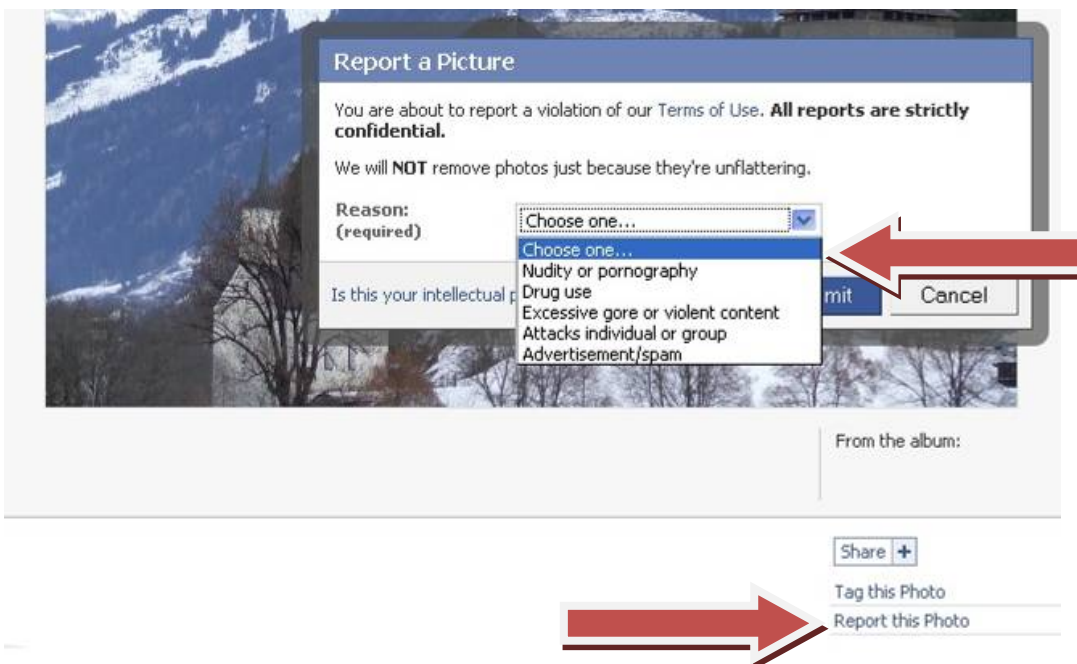 Report a Picture
You are about to report a violation of our Terms of Use. All reports are strictly
confidential.
We will NOT remove photos just because they're unflattering.
Reason:
(required)
Choose one...
Choose one...
Nudity or pornography
Drug use
Excessive gore or violent content
Attacks individual or group
Advertisement/spam
Is this your intellectual
Cancel
From the album:
Share +
Tag this Photo
Report this Photo